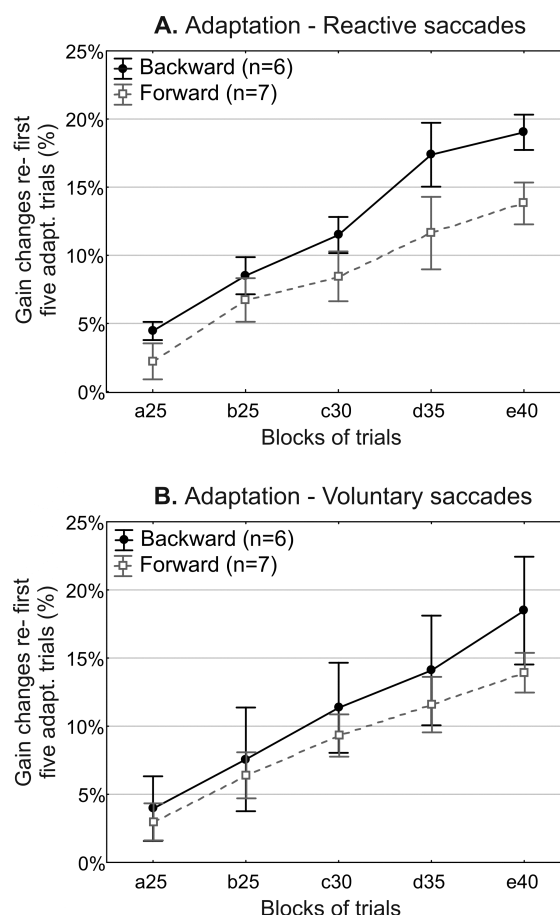 A. Adaptation - Reactive saccades
25%
20%
15%
10%
5%
0%
Gain changes re- first
five adapt. trials (%)
Backward (n=6)
Forward (n=7)
a25 b25 c30 d35 e40
Blocks of trials
B. Adaptation - Voluntary saccades
25%
20%
15%
10%
5%
0%
Gain changes re- first
five adapt. trials (%)
Backward (n=6)
Forward (n=7)
a25 b25 c30 d35 e40
Blocks of trials